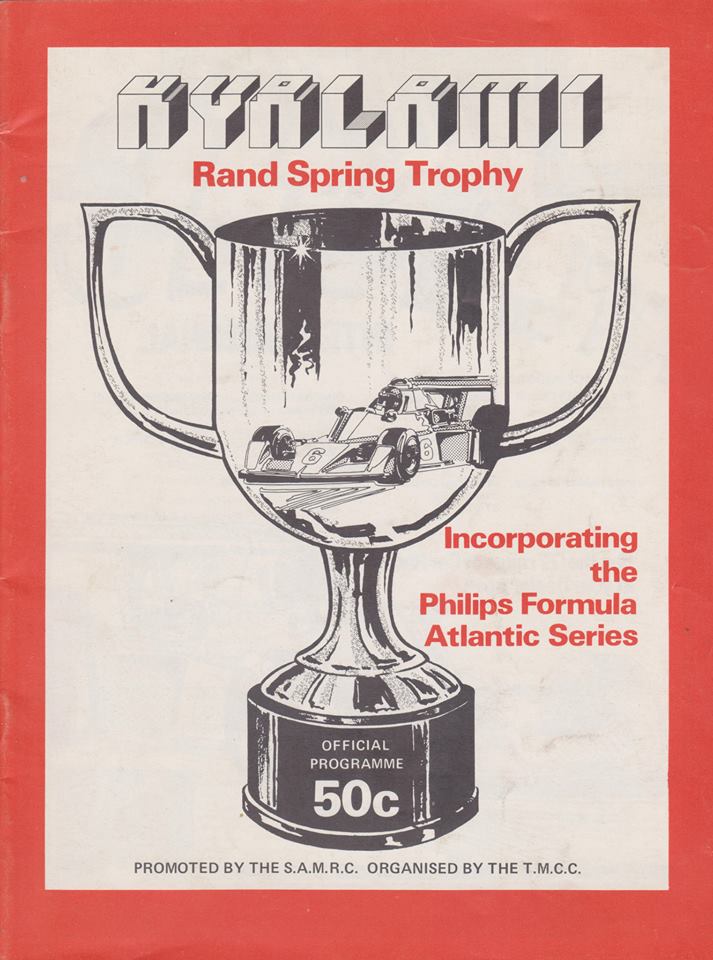 KYALAMI
Rand Spring Trophy
6
6
Incorporating
the
Philips Formula
Atlantic Series
OFFICIAL
PROGRAMME
50c
PROMOTED BY THE S.A.M.R.C. ORGANISED BY THE T.M.C.C.